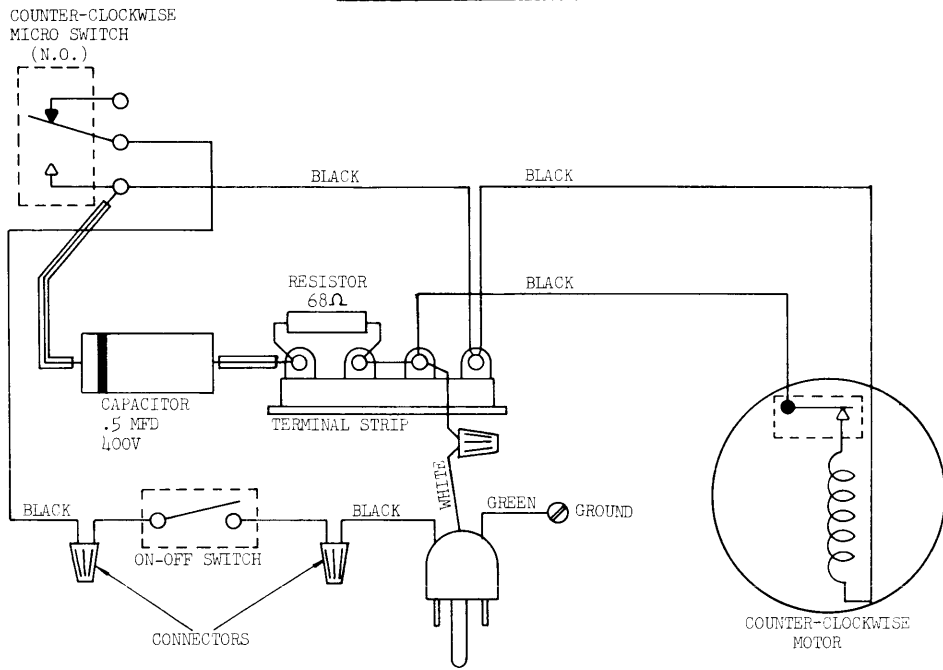 COUNTER-CLOCKWISE
MICRO SWITCH
(N.O.)
BLACK
BLACK
RESISTOR
68Ω
BLACK
CAPACITOR
.5 MFD
400V
TERMINAL STRIP
WHITE
BLACK
BLACK
GREEN
GROUND
ON-OFF SWITCH
CONNECTORS
COUNTER-CLOCKWISE
MOTOR